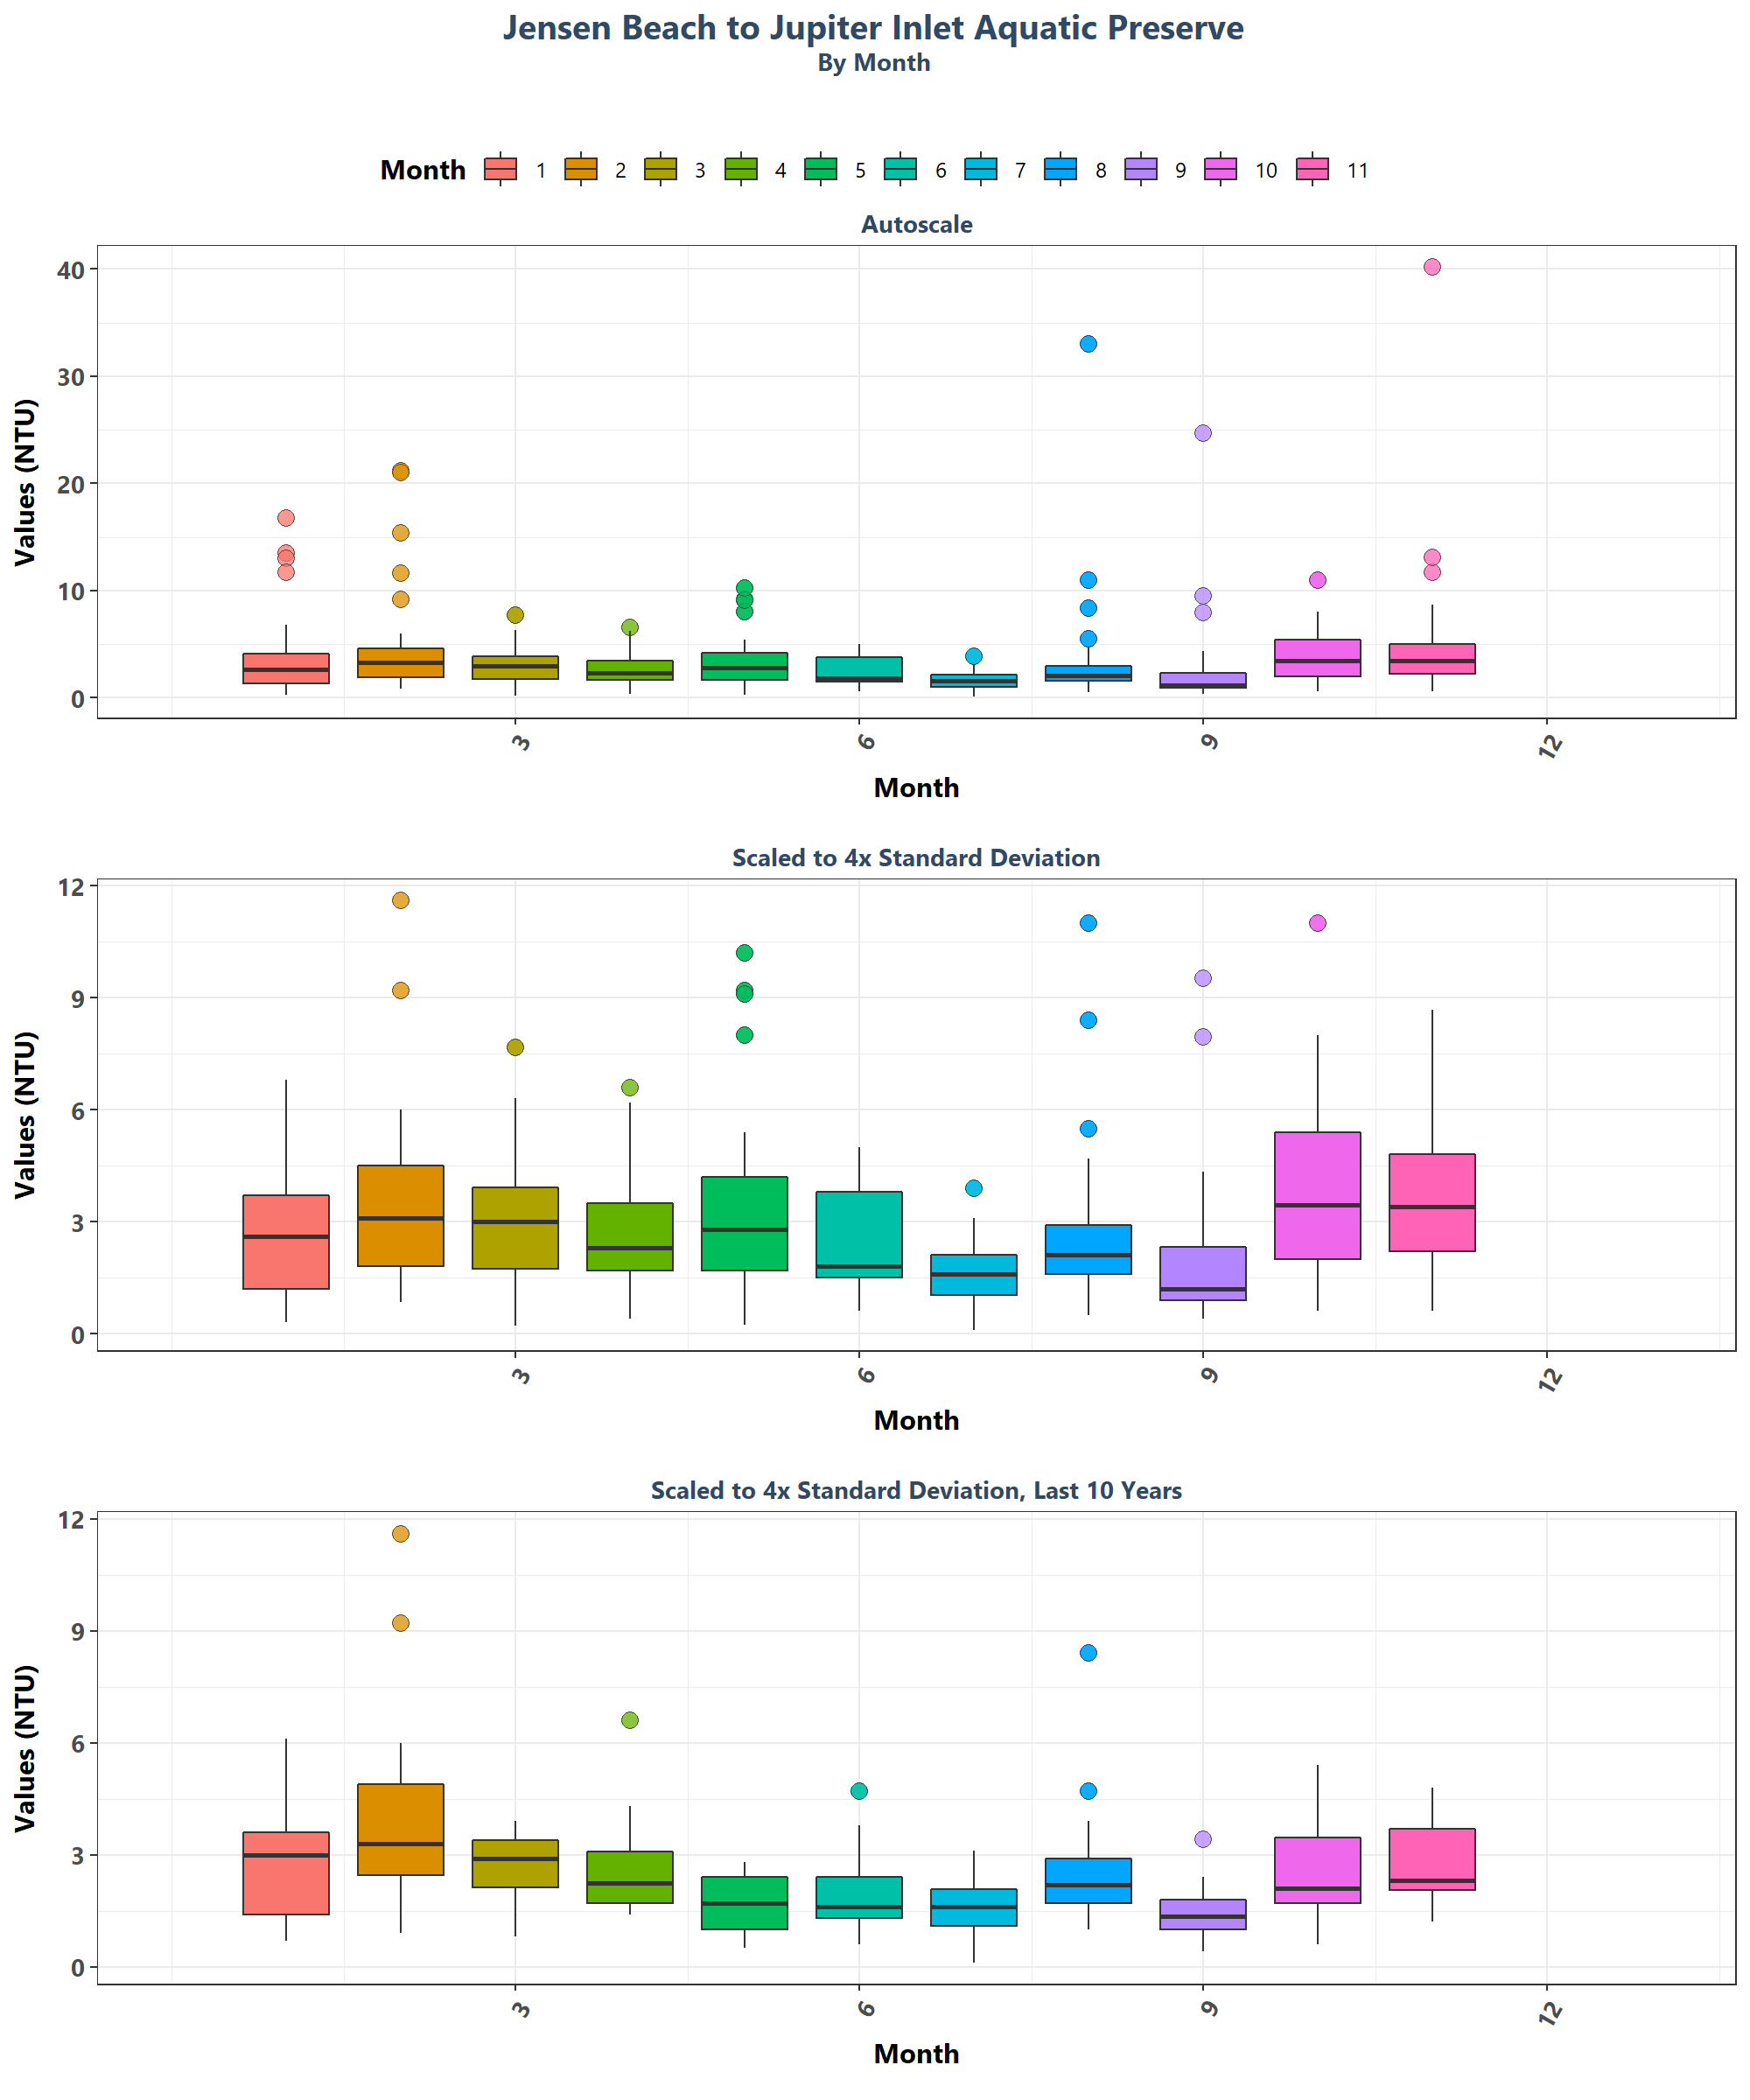 Jensen Beach to Jupiter Inlet Aquatic Preserve
By Month
Month 1 2 3 4 5 6 7 8 9 10 11
Autoscale
Values (NTU)
40
30
20
10
0
3 6 9 12
Month
Scaled to 4x Standard Deviation
Values (NTU)
12
9
6
3
0
3 6 9 12
Month
Scaled to 4x Standard Deviation, Last 10 Years
Values (NTU)
12
9
6
3
0
3 6 9 12
Month